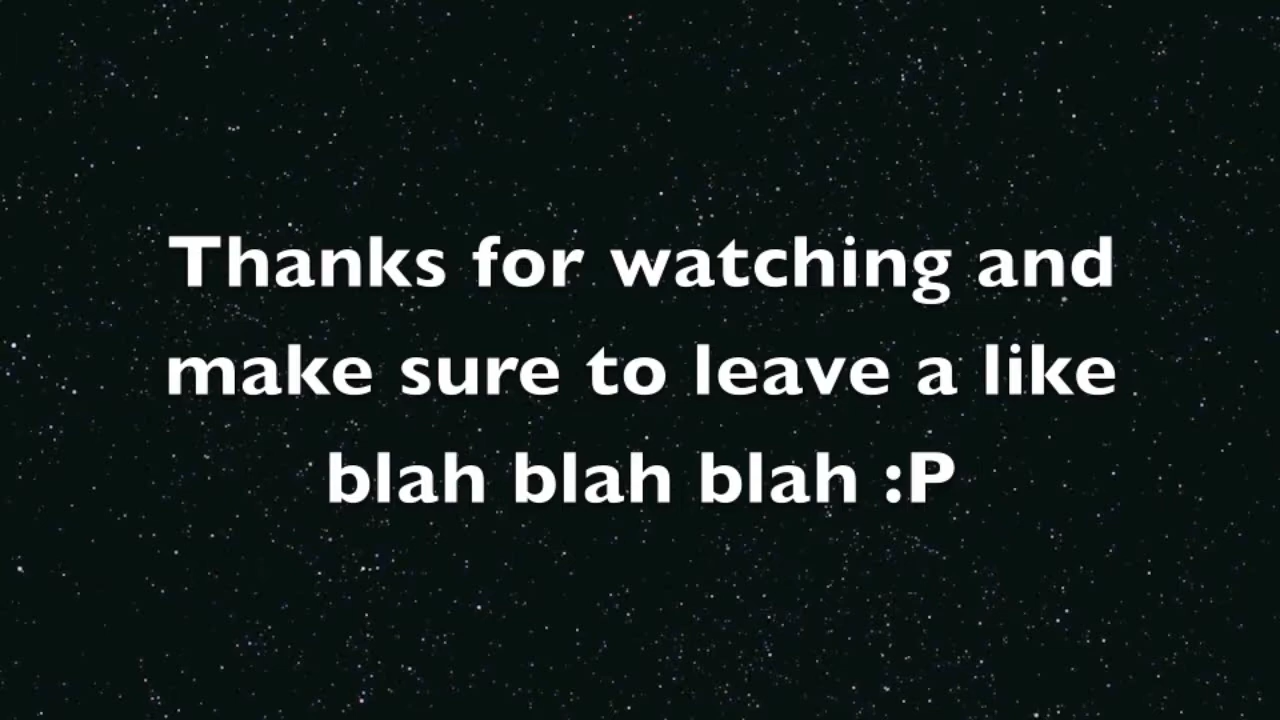 Thanks for watching and
make sure to leave a like
blah blah blah :P